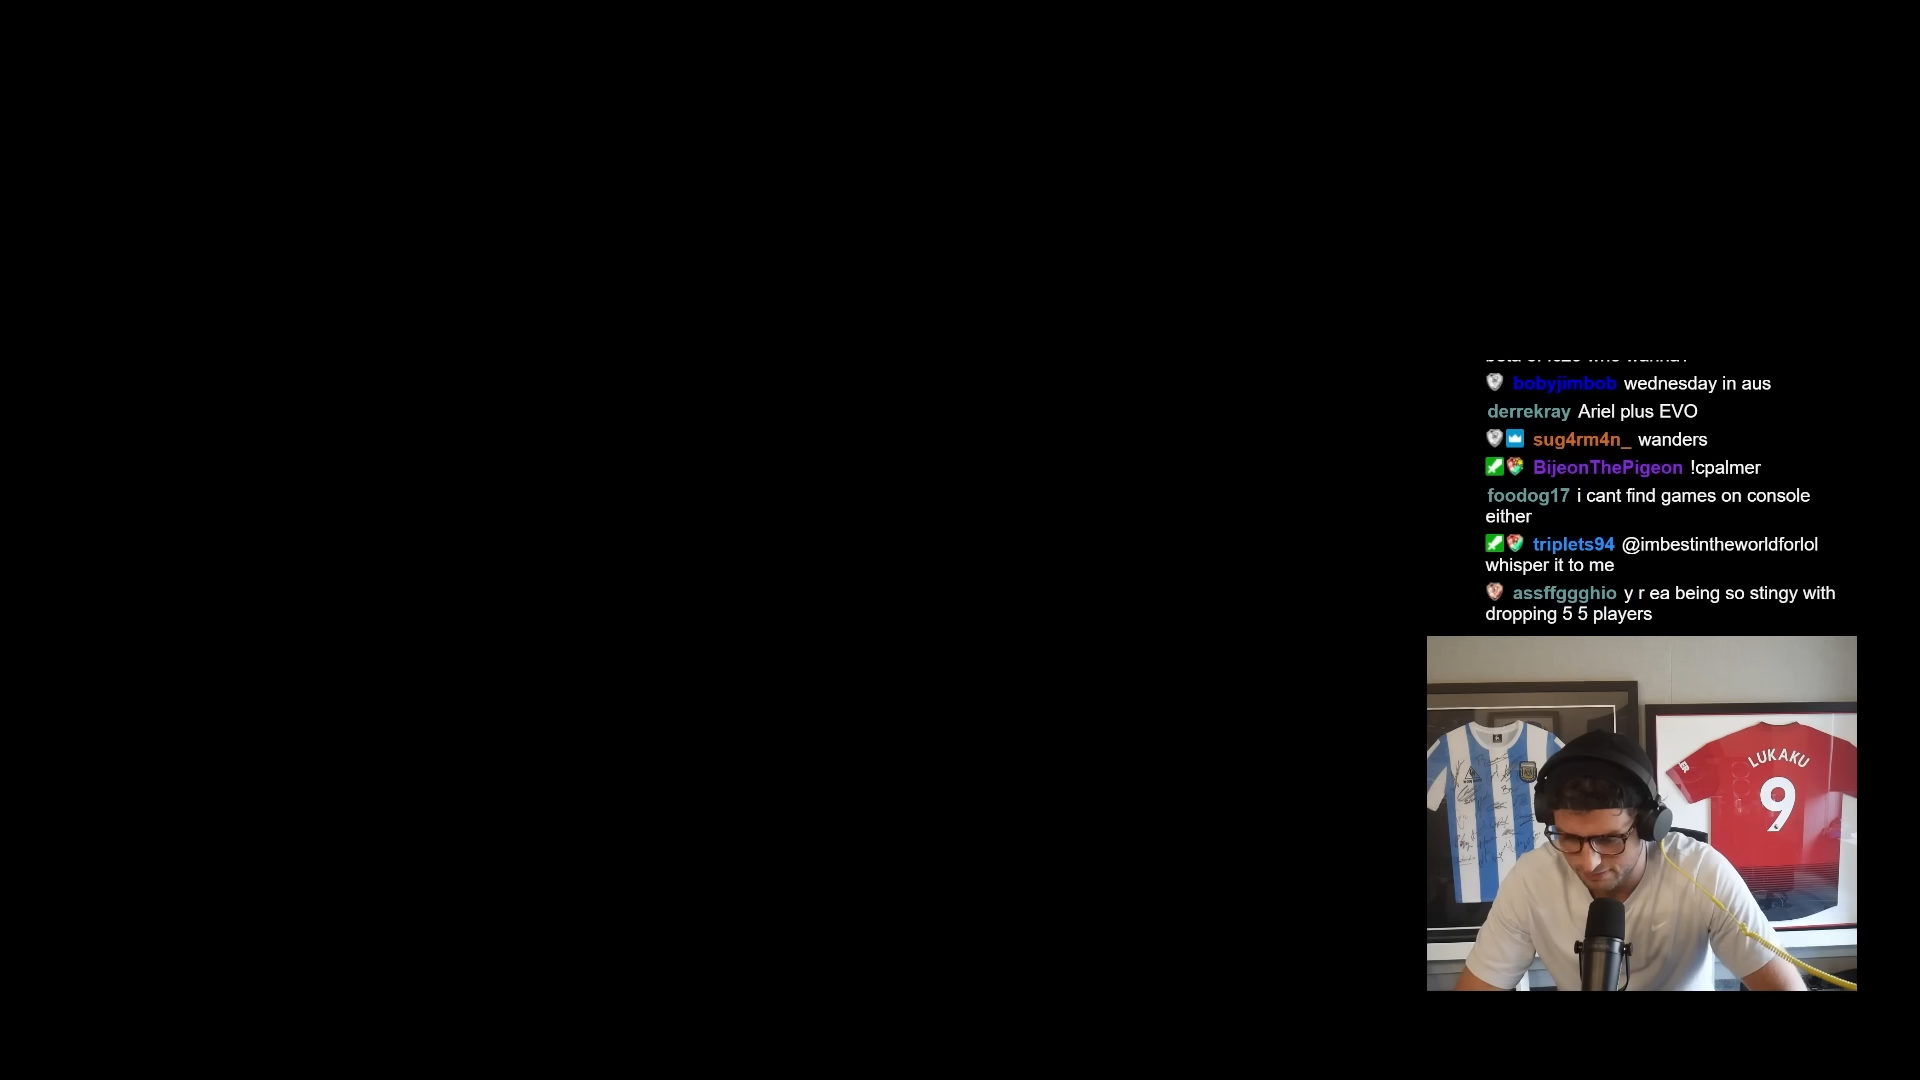 bobyjimbob wednesday in aus
derrekray Ariel plus EVO
sug4rm4n_ wanders
BijeonThePigeon !cpalmer
foodog17 i cant find games on console
either
triplets94 @imbestintheworldforlol
whisper it to me
assffggghio y r ea being so stingy with
dropping 5 5 players
LUKAKU
9